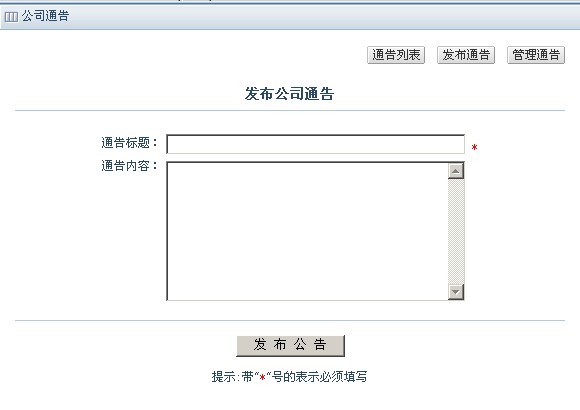 公司通告
通告列表 发布通告 管理通告
发布公司通告
通告标题： *
通告内容：
发 布 公 告
提示:带"*"号的表示必须填写